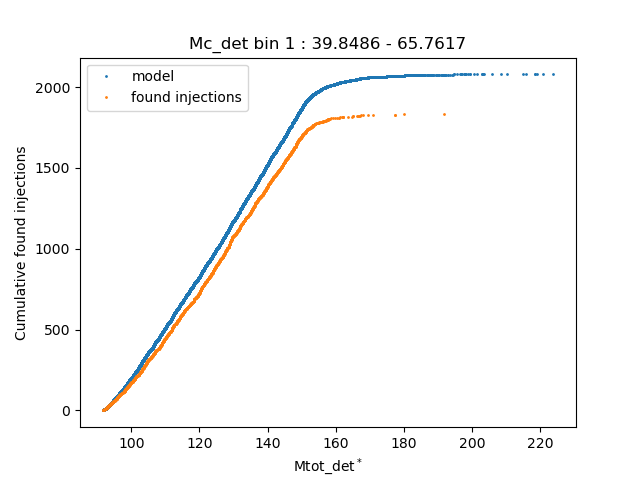 Mc_det bin 1 : 39.8486 - 65.7617
model
found injections
Cumulative found injections
2000
1500
1000
500
0
100 120 140 160 180 200 220
Mtot_det*